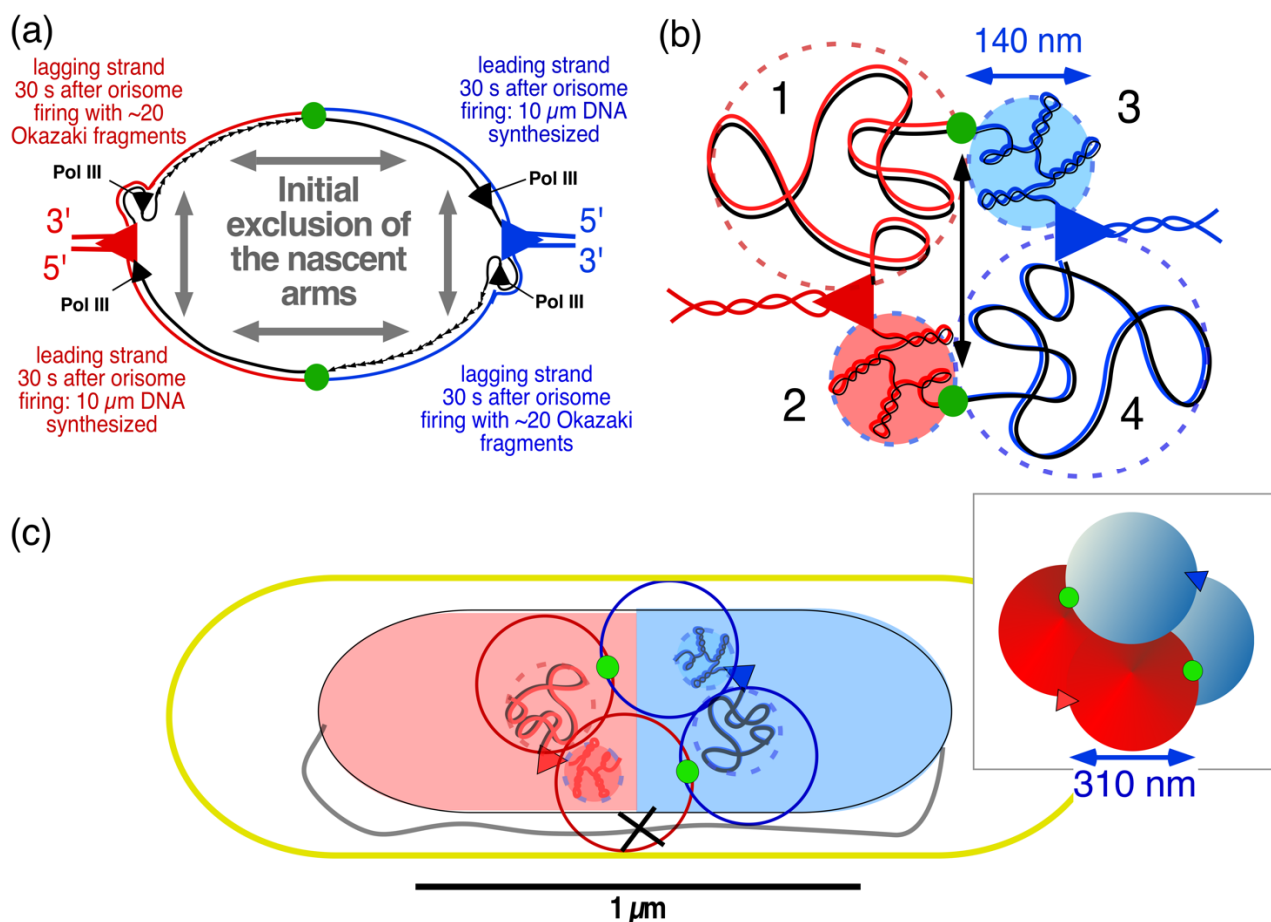 (a)
lagging strand
30 s after orisome
firing with ~20
Okazaki fragments
leading strand
30 s after orisome
firing: 10 µm DNA
synthesized
Pol III
Pol III
3'
5'
5'
3'
Initial
exclusion of
the nascent
arms
Pol III
Pol III
leading strand
30 s after orisome
firing: 10 µm DNA
synthesized
lagging strand
30 s after orisome
firing with ~20 Okazaki
fragments
(b)
140 nm
1
3
2
4
(c)
310 nm
1 µm